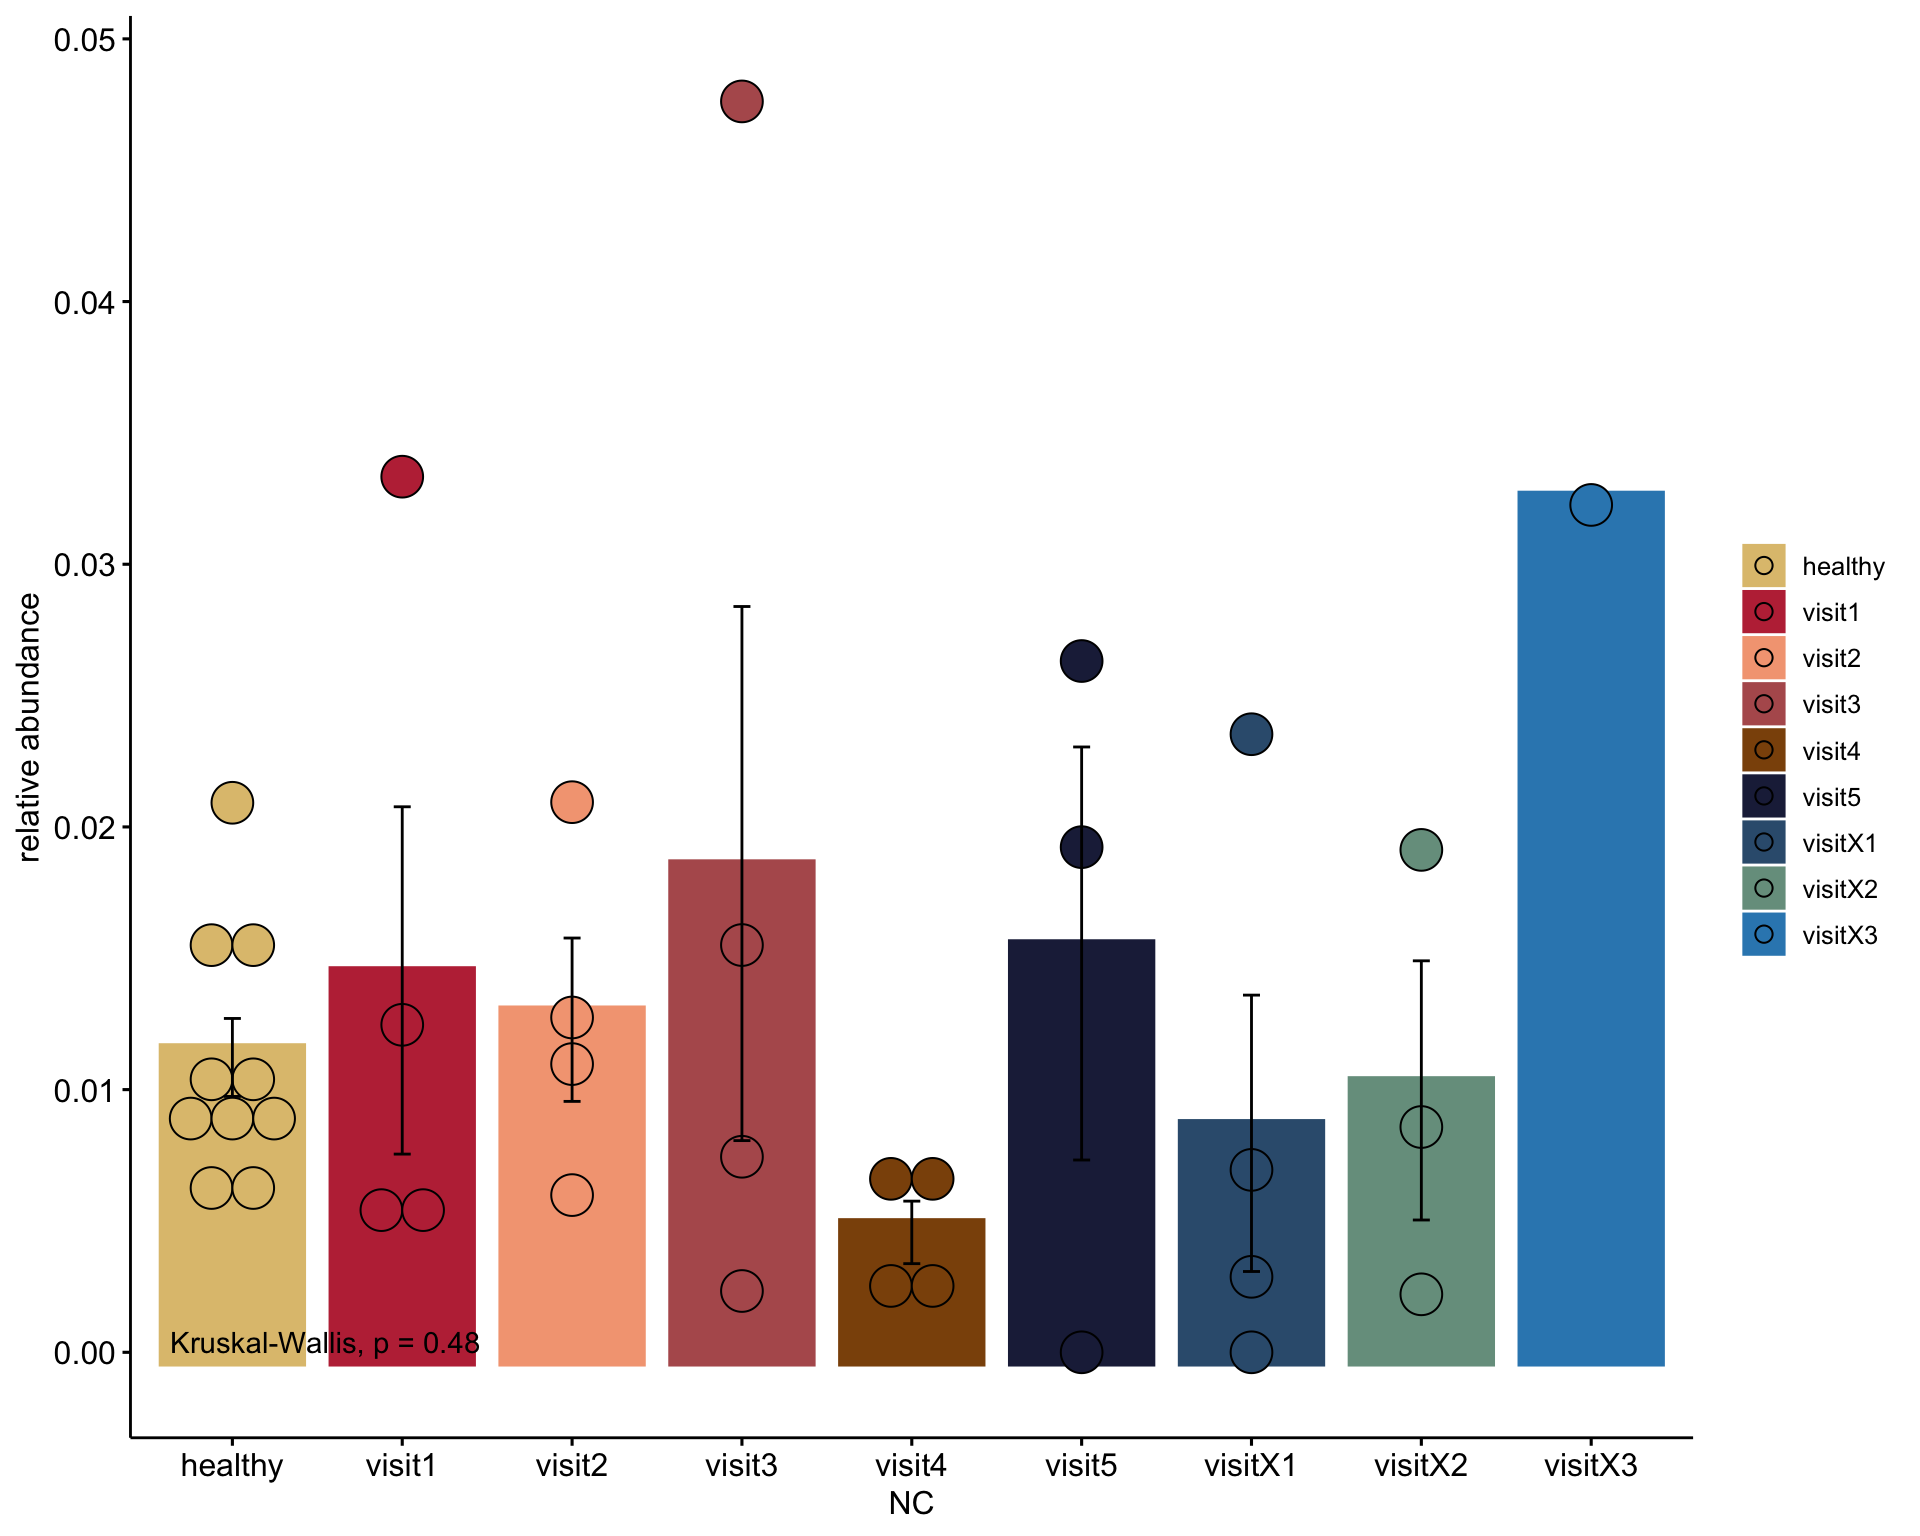 relative abundance
0.05
0.04
0.03
0.02
0.01
0.00
Kruskal-Wallis, p = 0.48
healthy visit1 visit2 visit3 visit4 visit5 visitX1 visitX2 visitX3
NC
healthy
visit1
visit2
visit3
visit4
visit5
visitX1
visitX2
visitX3